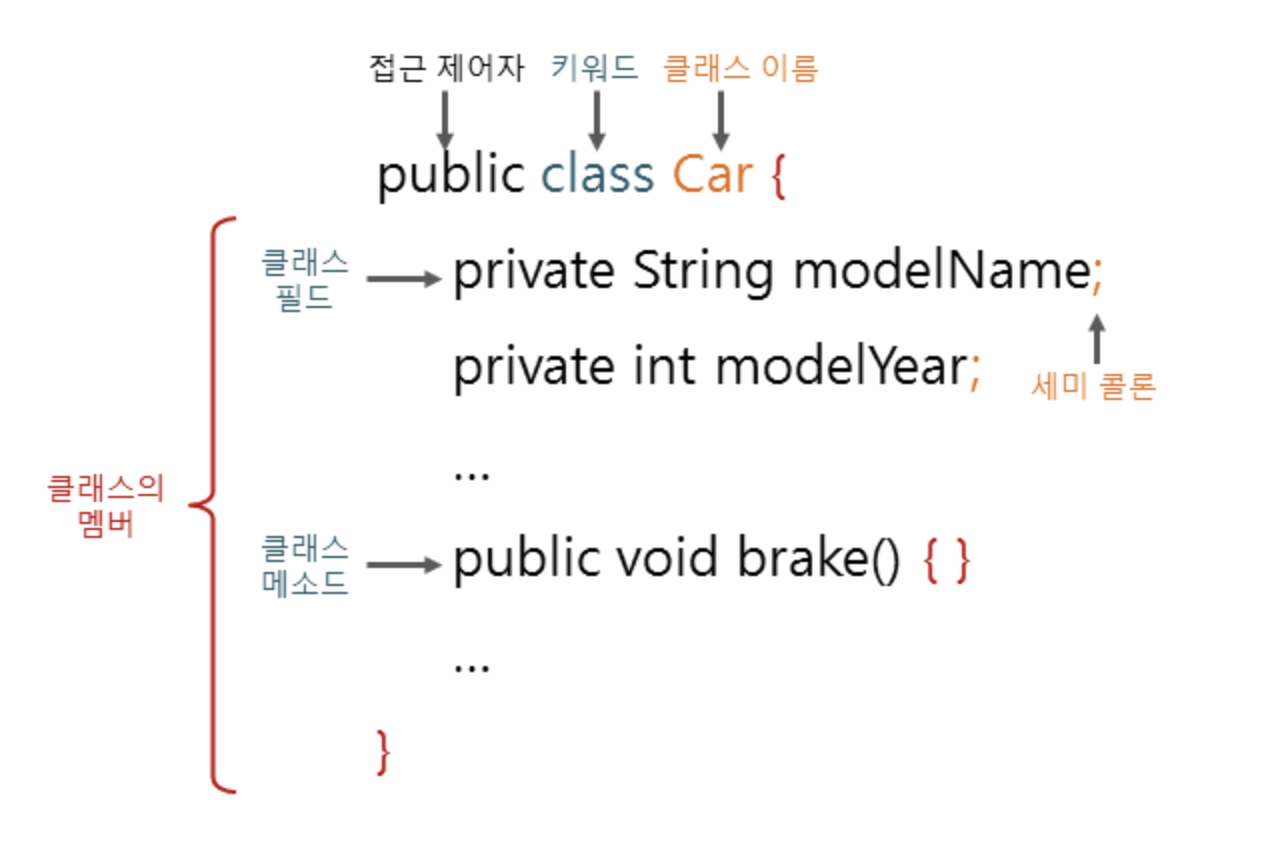 접근 제어자 키워드 클래스 이름
public class Car {
클래스
필드
private String modelName;
private int modelYear;
세미 콜론
...
클래스의
멤버
클래스
메소드
public void brake() { }
...
}